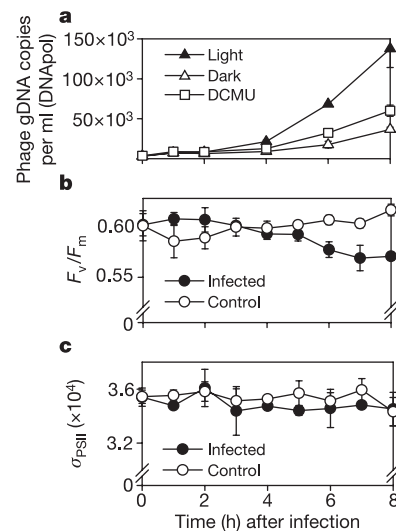 a
Phage gDNA copies
per ml (DNApol)
150×10³
100×10³
50×10³
Light
Dark
DCMU
b
Fv/Fm
0.60
0.55
0
Infected
Control
c
σPSII (×10⁴)
3.6
3.2
0
Infected
Control
0 2 4 6 8
Time (h) after infection